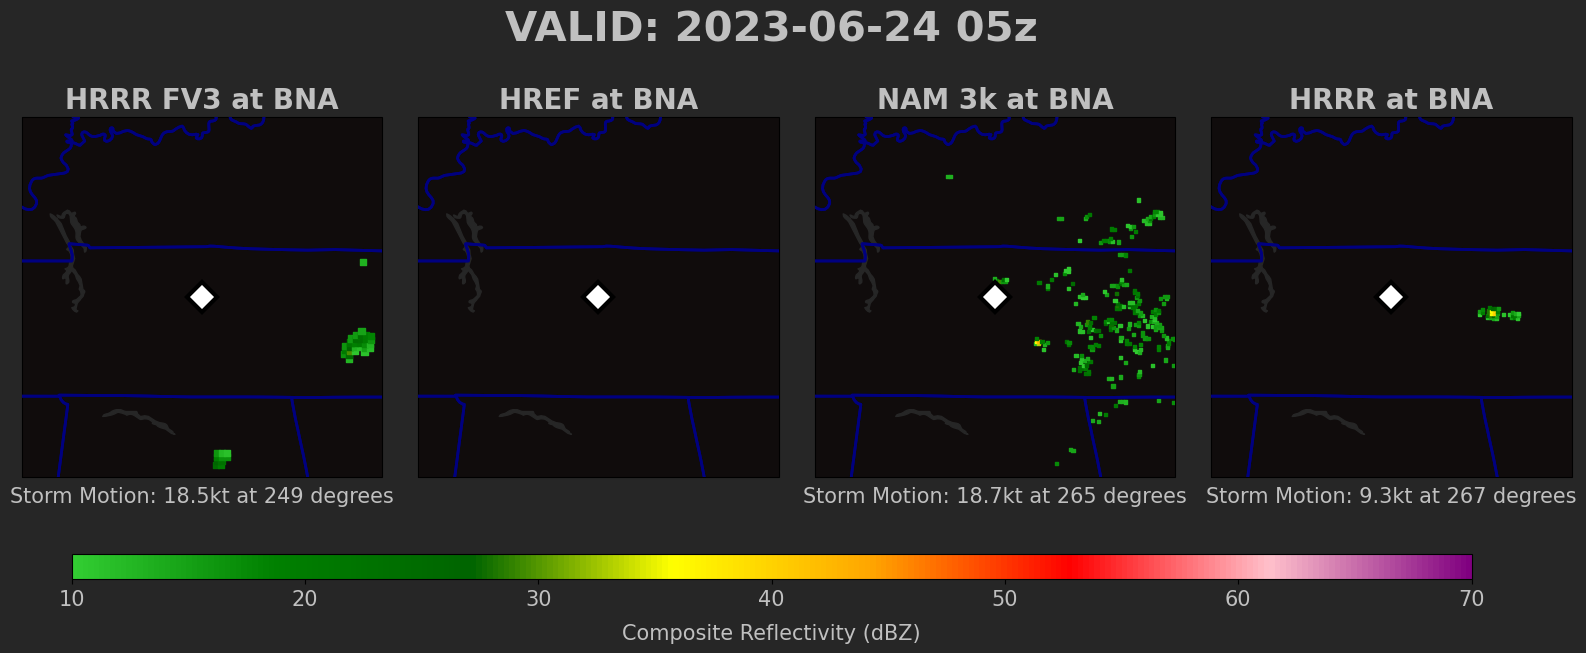 VALID: 2023-06-24 05z
HRRR FV3 at BNA
HREF at BNA
NAM 3k at BNA
HRRR at BNA
Storm Motion: 18.5kt at 249 degrees
Storm Motion: 18.7kt at 265 degrees
Storm Motion: 9.3kt at 267 degrees
10 20 30 40 50 60 70
Composite Reflectivity (dBZ)